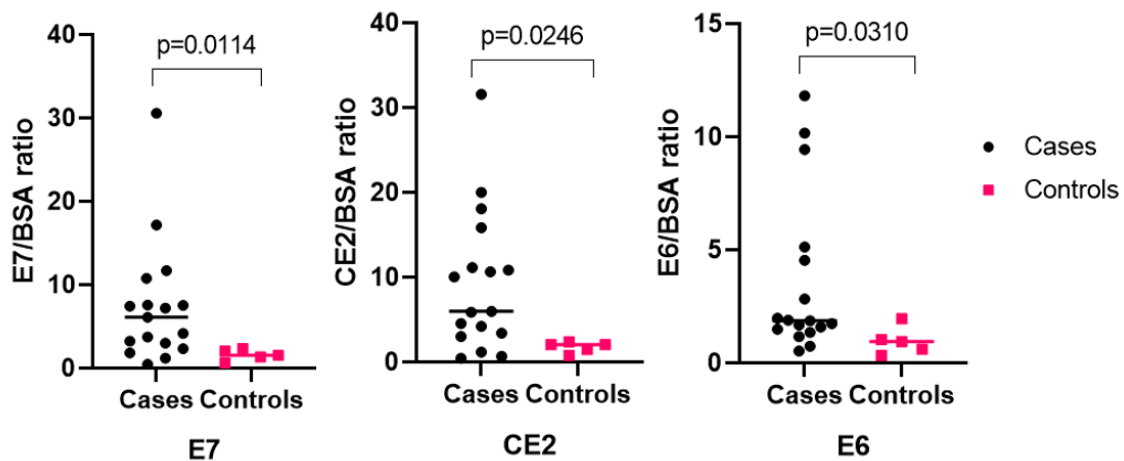 p=0.0114
E7/BSA ratio
40
30
20
10
0
Cases Controls
E7
p=0.0246
CE2/BSA ratio
40
30
20
10
0
Cases Controls
CE2
p=0.0310
E6/BSA ratio
15
10
5
0
Cases Controls
E6
Cases
Controls